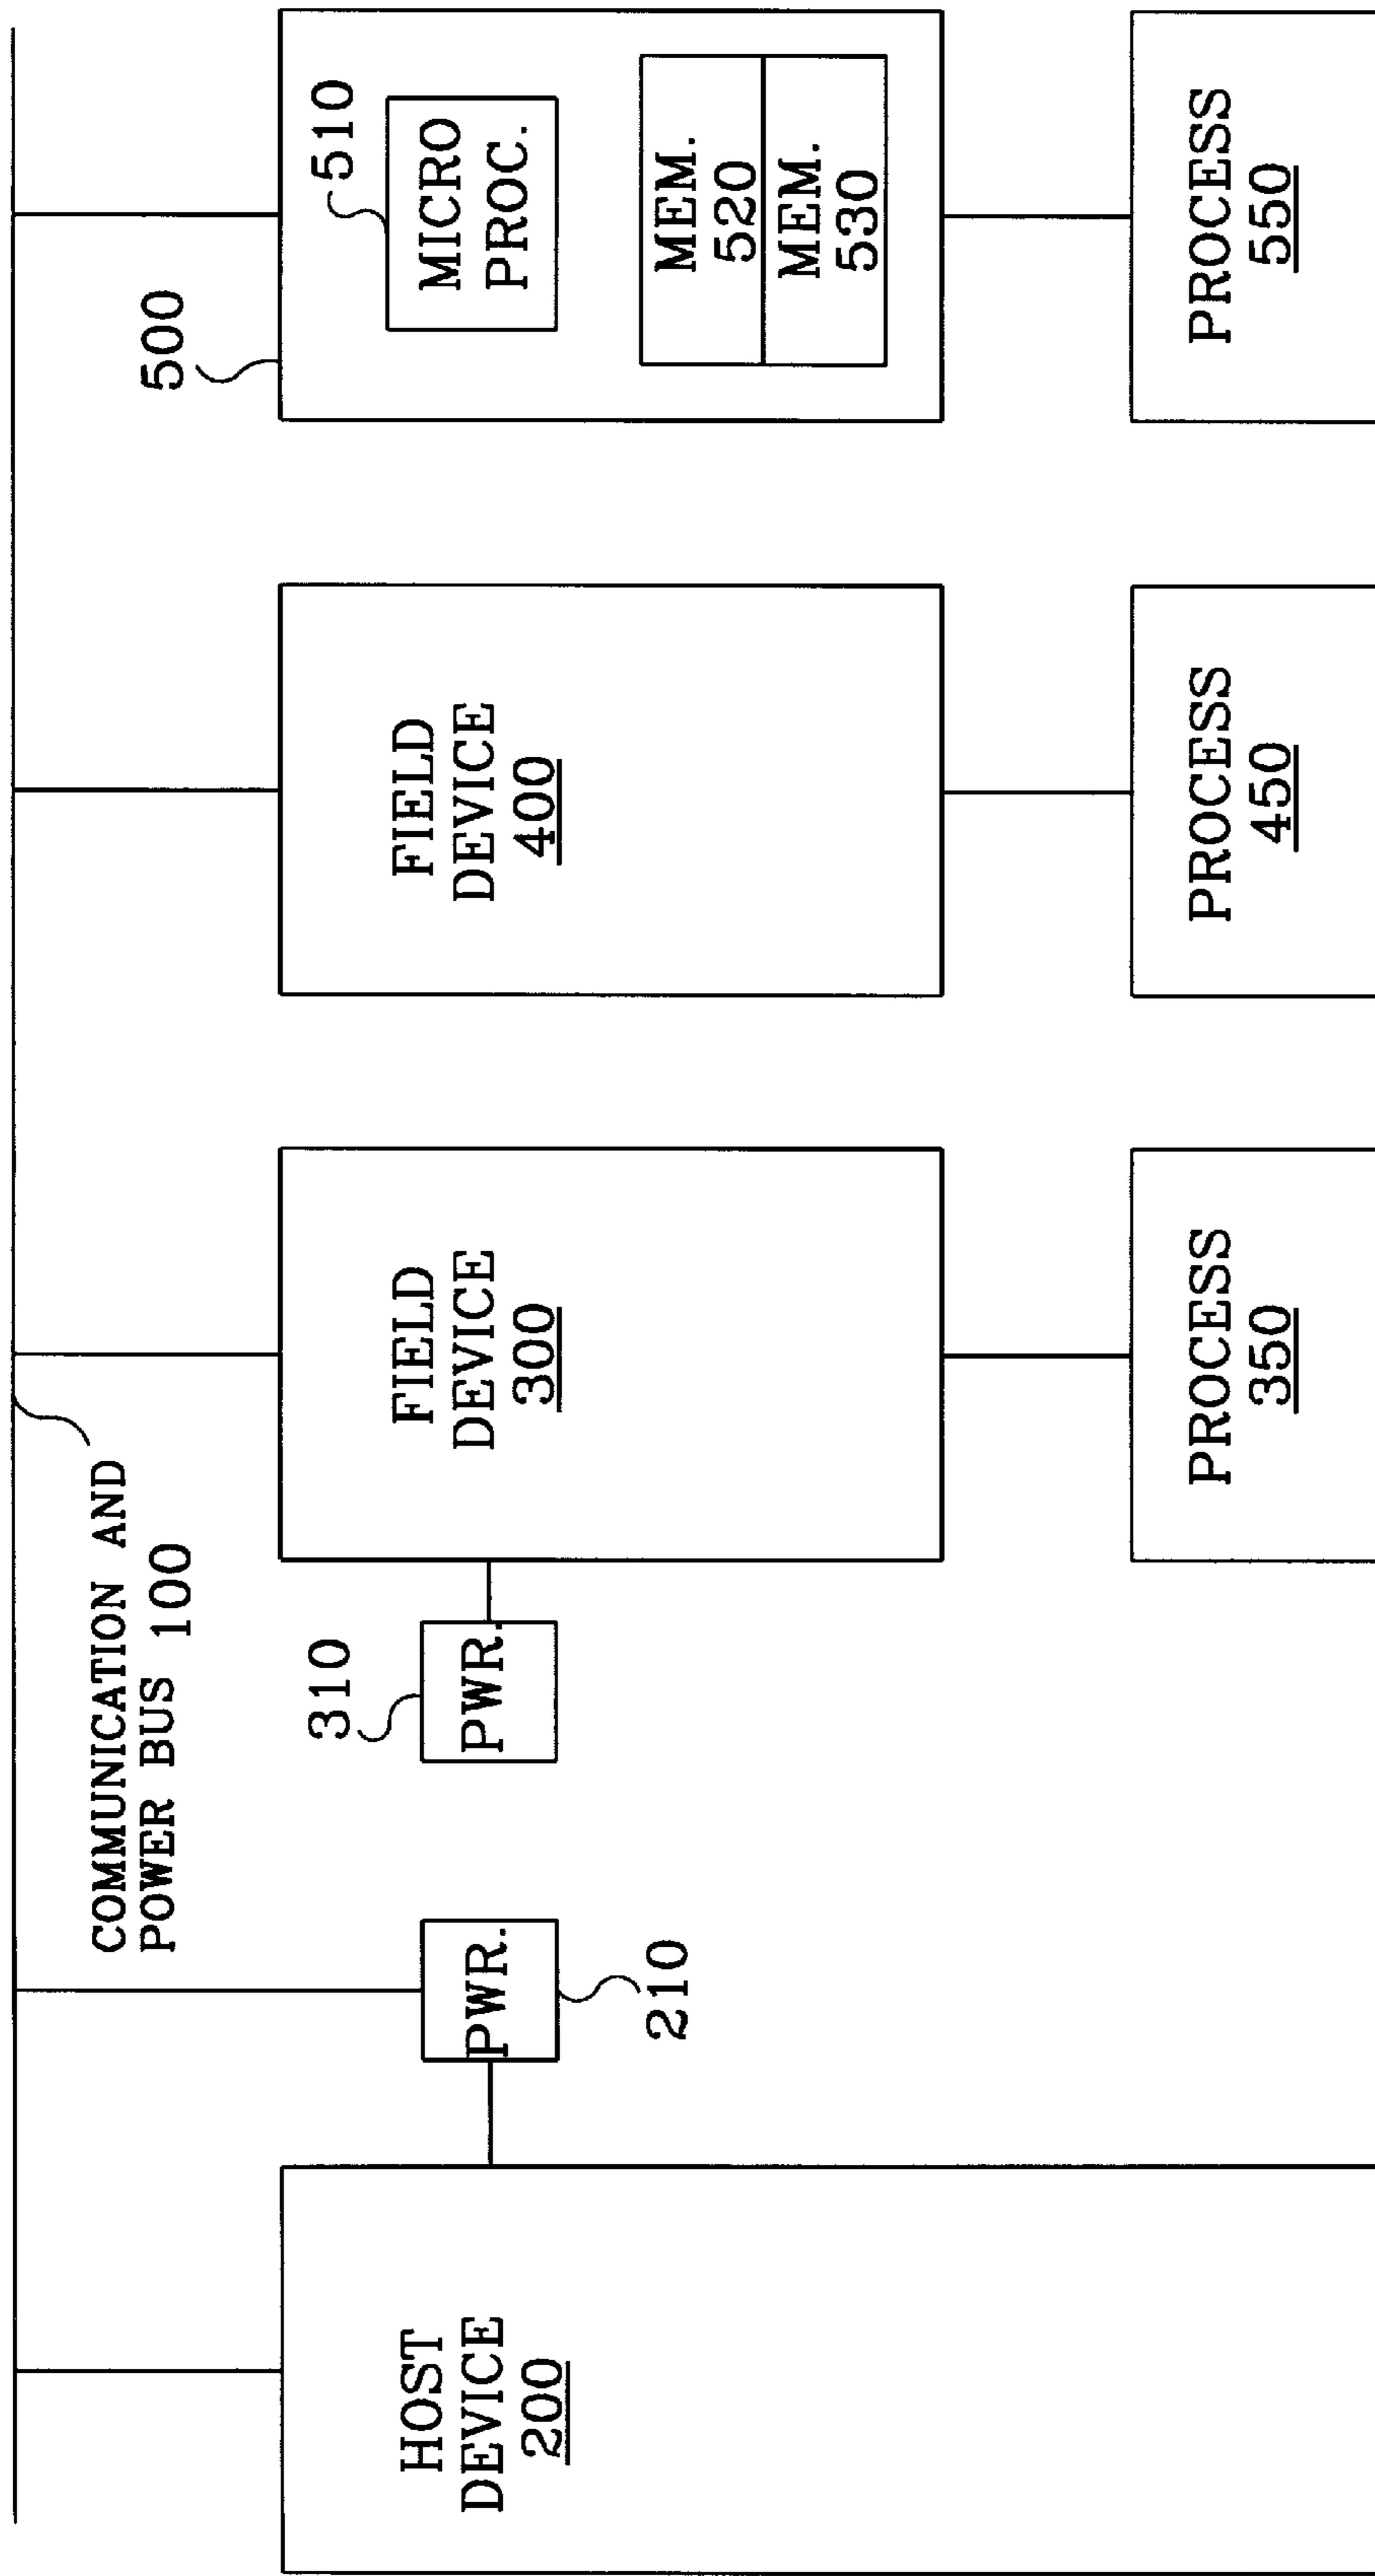 COMMUNICATION AND
POWER BUS 100
HOST
DEVICE
200
PWR.
210
PWR.
310
FIELD
DEVICE
300
PROCESS
350
FIELD
DEVICE
400
PROCESS
450
500
510
MICRO
PROC.
MEM.
520
MEM.
530
PROCESS
550